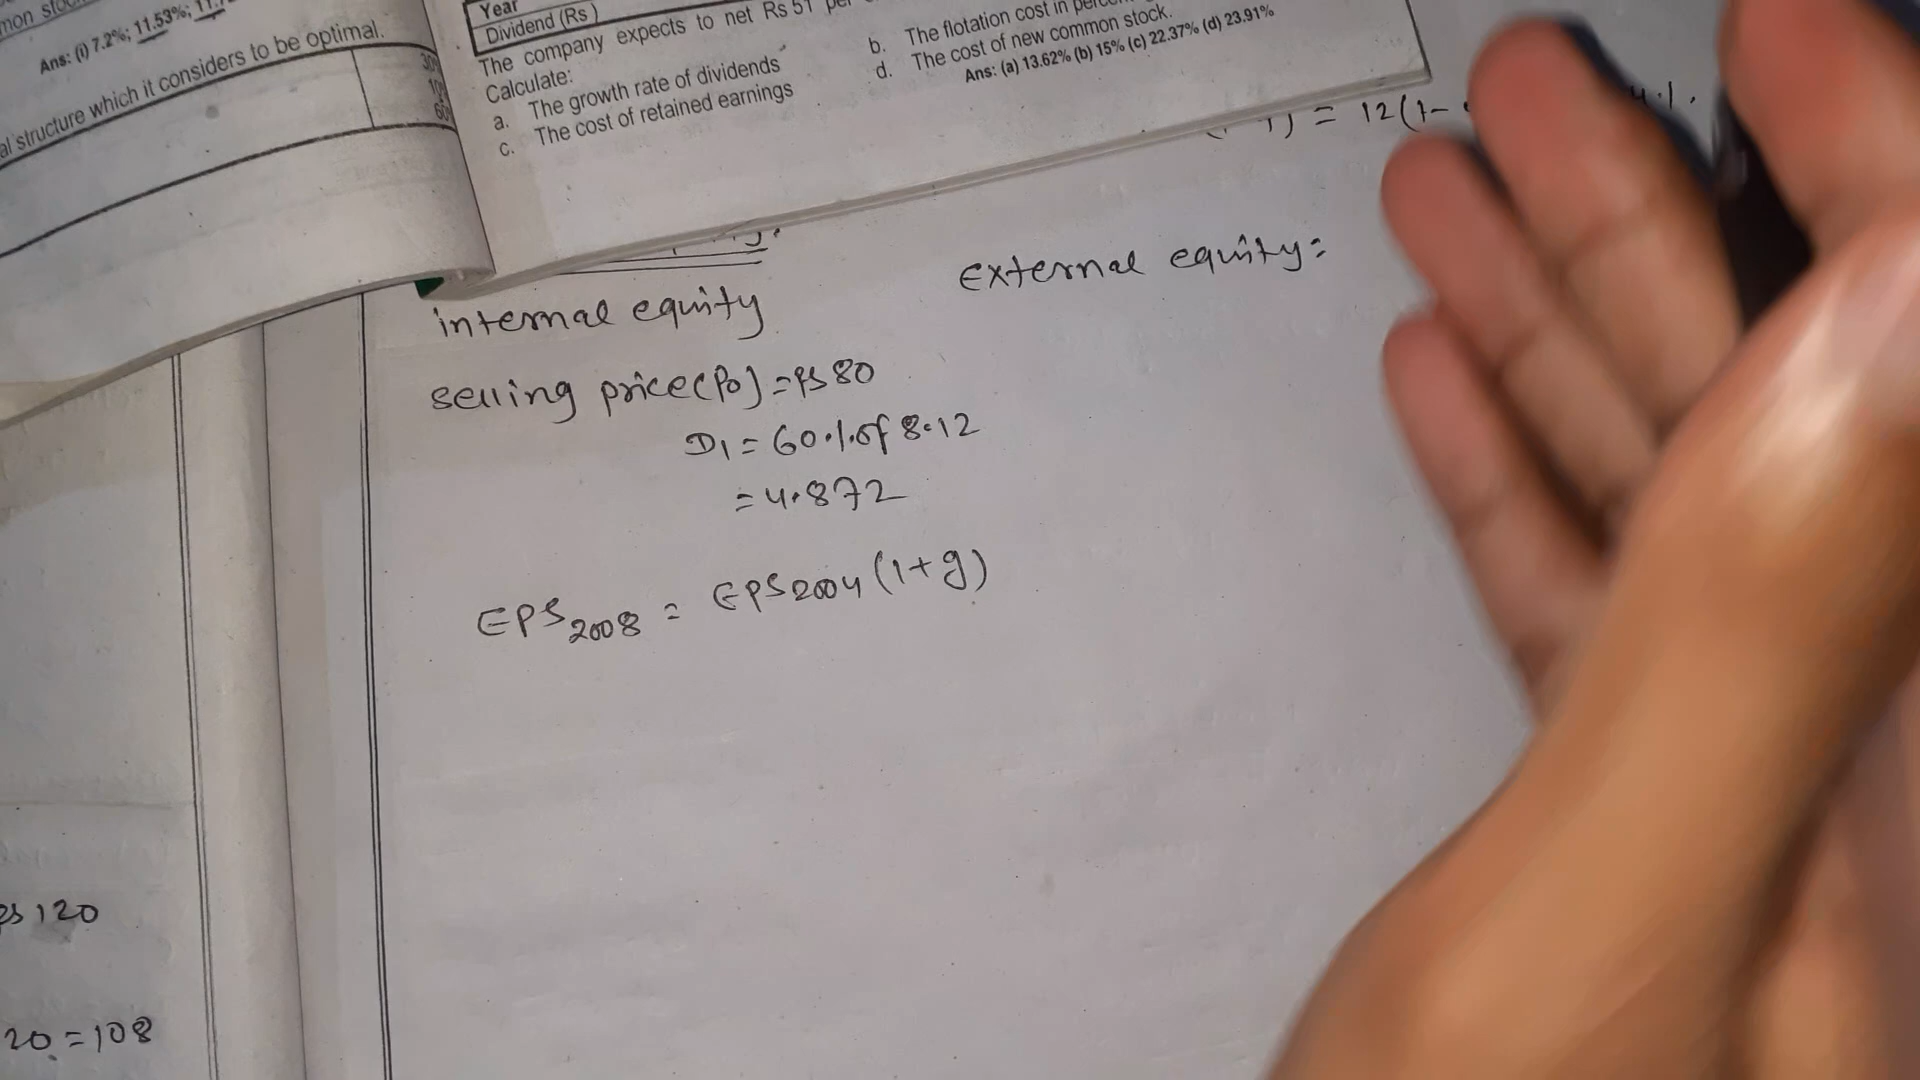 Ans: (i) 7.2%; 11.53%;
al structure which it considers to be optimal.
Year
Dividend (Rs)
The company expects to net Rs 51
Calculate:
a. The growth rate of dividends
b. The flotation cost in
c. The cost of retained earnings
d. The cost of new common stock.
Ans: (a) 13.62% (b) 15% (c) 22.37% (d) 23.91%
= 12(1-
internal equity
external equity:
selling price(Po) = Rs 80
D1 = 60% of 8.12
= 4.872
EPS2008 = EPS2004 (1+g)
120
20 = 108